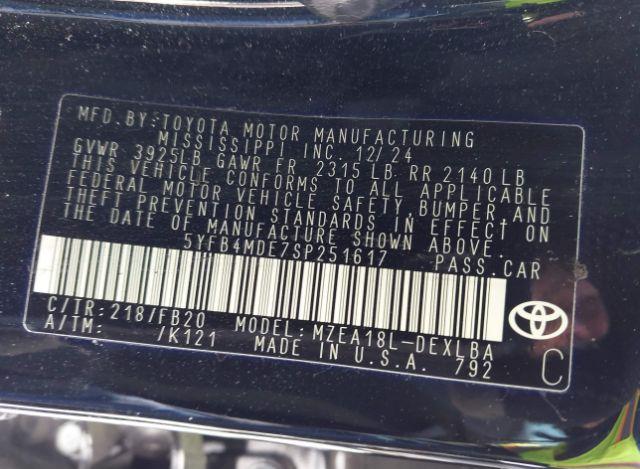 MFD. BY: TOYOTA MOTOR MANUFACTURING
MISSISSIPPI INC. 12/24
GVWR 3925LB GAWR FR 2315 LB RR 2140 LB
THIS VEHICLE CONFORMS TO ALL APPLICABLE
FEDERAL MOTOR VEHICLE SAFETY, BUMPER, AND
THEFT PREVENTION STANDARDS IN EFFECT ON
THE DATE OF MANUFACTURE SHOWN ABOVE.
5YFB4MDE7SP251617 PASS. CAR
C/TR: 218/FB20 MODEL: MZEA18L-DEXLBA
A/TM: /K121 MADE IN U.S.A. 792
C